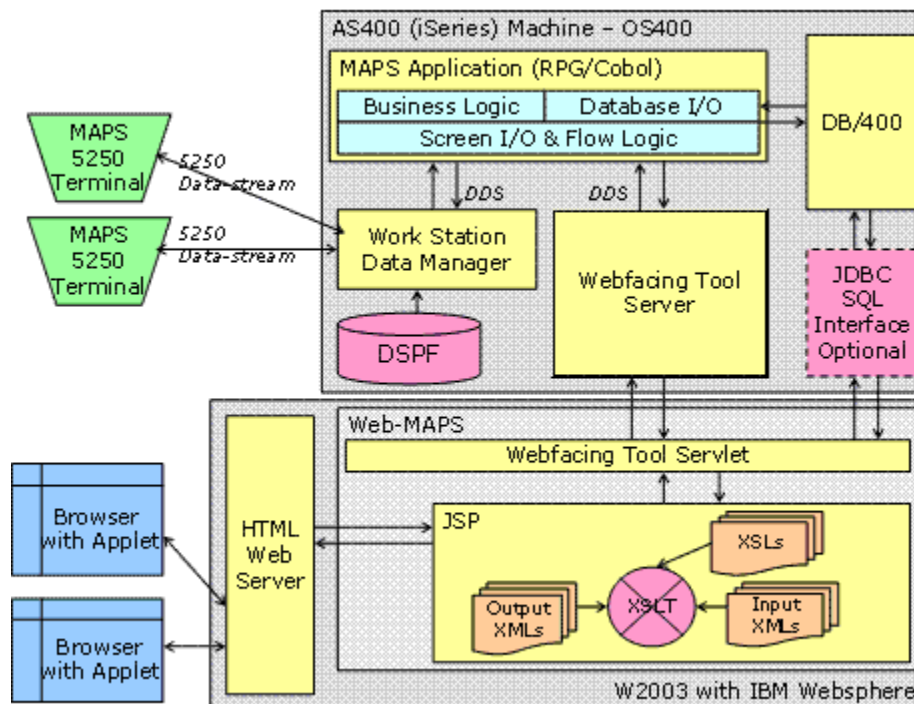 AS400 (iSeries) Machine – OS400
MAPS Application (RPG/Cobol)
Business Logic
Database I/O
Screen I/O & Flow Logic
DB/400
MAPS
5250
Terminal
5250
Data-stream
MAPS
5250
Terminal
5250
Data-stream
DDS
DDS
Work Station
Data Manager
DSPF
Webfacing Tool
Server
JDBC
SQL
Interface
Optional
Web-MAPS
Webfacing Tool Servlet
Browser
with Applet
Browser
with Applet
HTML
Web
Server
JSP
XSLs
Output
XMLs
XSLT
Input
XMLs
W2003 with IBM Websphere